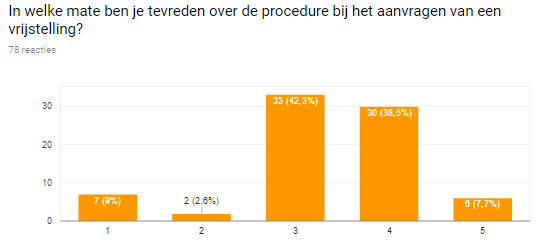 In welke mate ben je tevreden over de procedure bij het aanvragen van een
vrijstelling?
78 reacties
30
20
10
0
7 (9%)
2 (2,6%)
33 (42,3%)
30 (38,5%)
6 (7,7%)
1 2 3 4 5